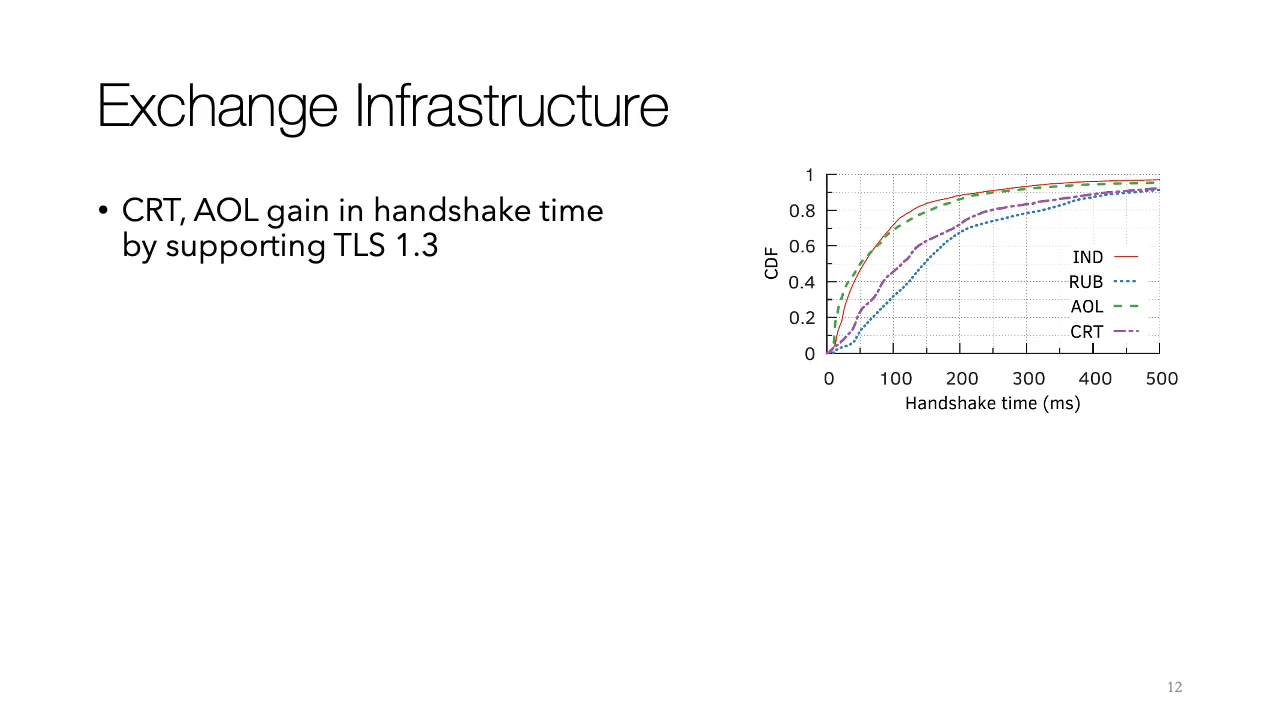 Exchange Infrastructure
• CRT, AOL gain in handshake time
by supporting TLS 1.3
1
0.8
0.6
0.4
0.2
0
CDF
IND
RUB
AOL
CRT
0 100 200 300 400 500
Handshake time (ms)
12